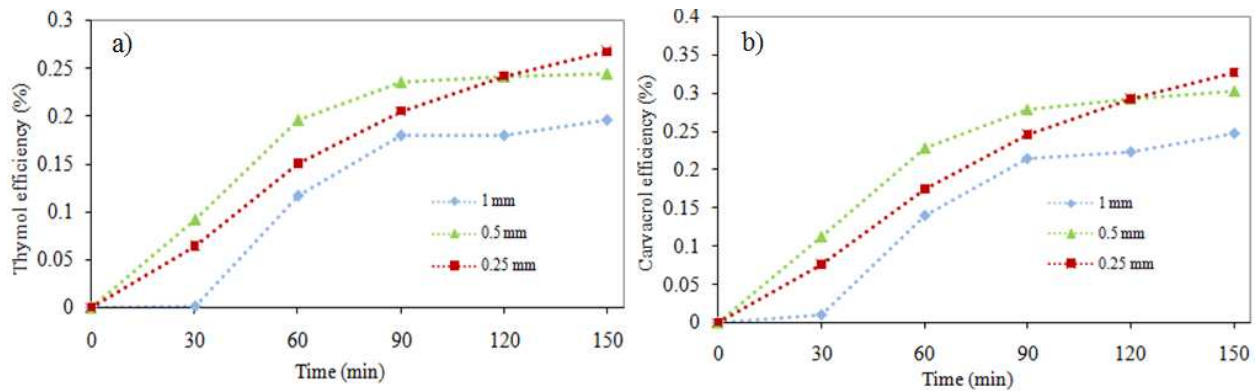 a)
Thymol efficiency (%)
0.3
0.25
0.2
0.15
0.1
0.05
0
1 mm
0.5 mm
0.25 mm
0 30 60 90 120 150
Time (min)
b)
Carvacrol efficiency (%)
0.4
0.35
0.3
0.25
0.2
0.15
0.1
0.05
0
1 mm
0.5 mm
0.25 mm
0 30 60 90 120 150
Time (min)